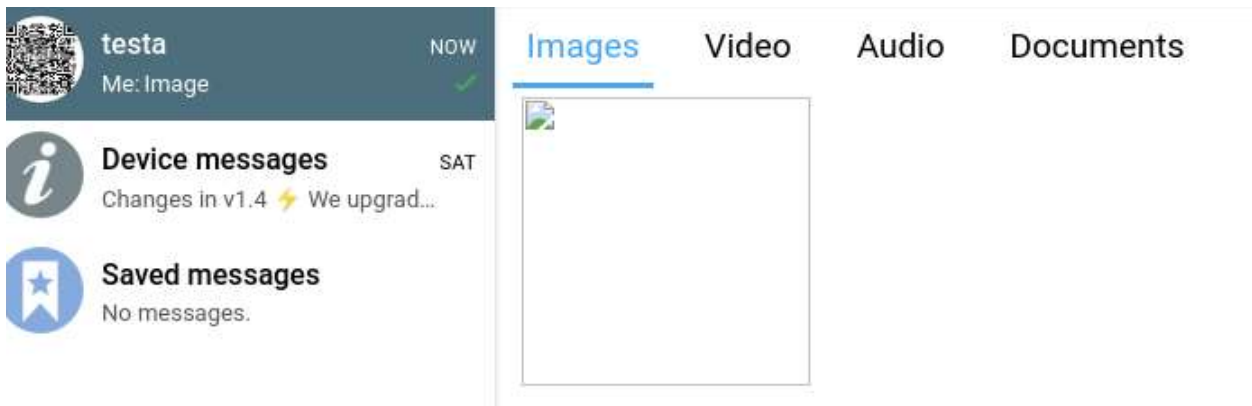 testa
NOW
Me: Image
Device messages
SAT
Changes in v1.4 ⚡ We upgrad...
Saved messages
No messages.
Images
Video
Audio
Documents